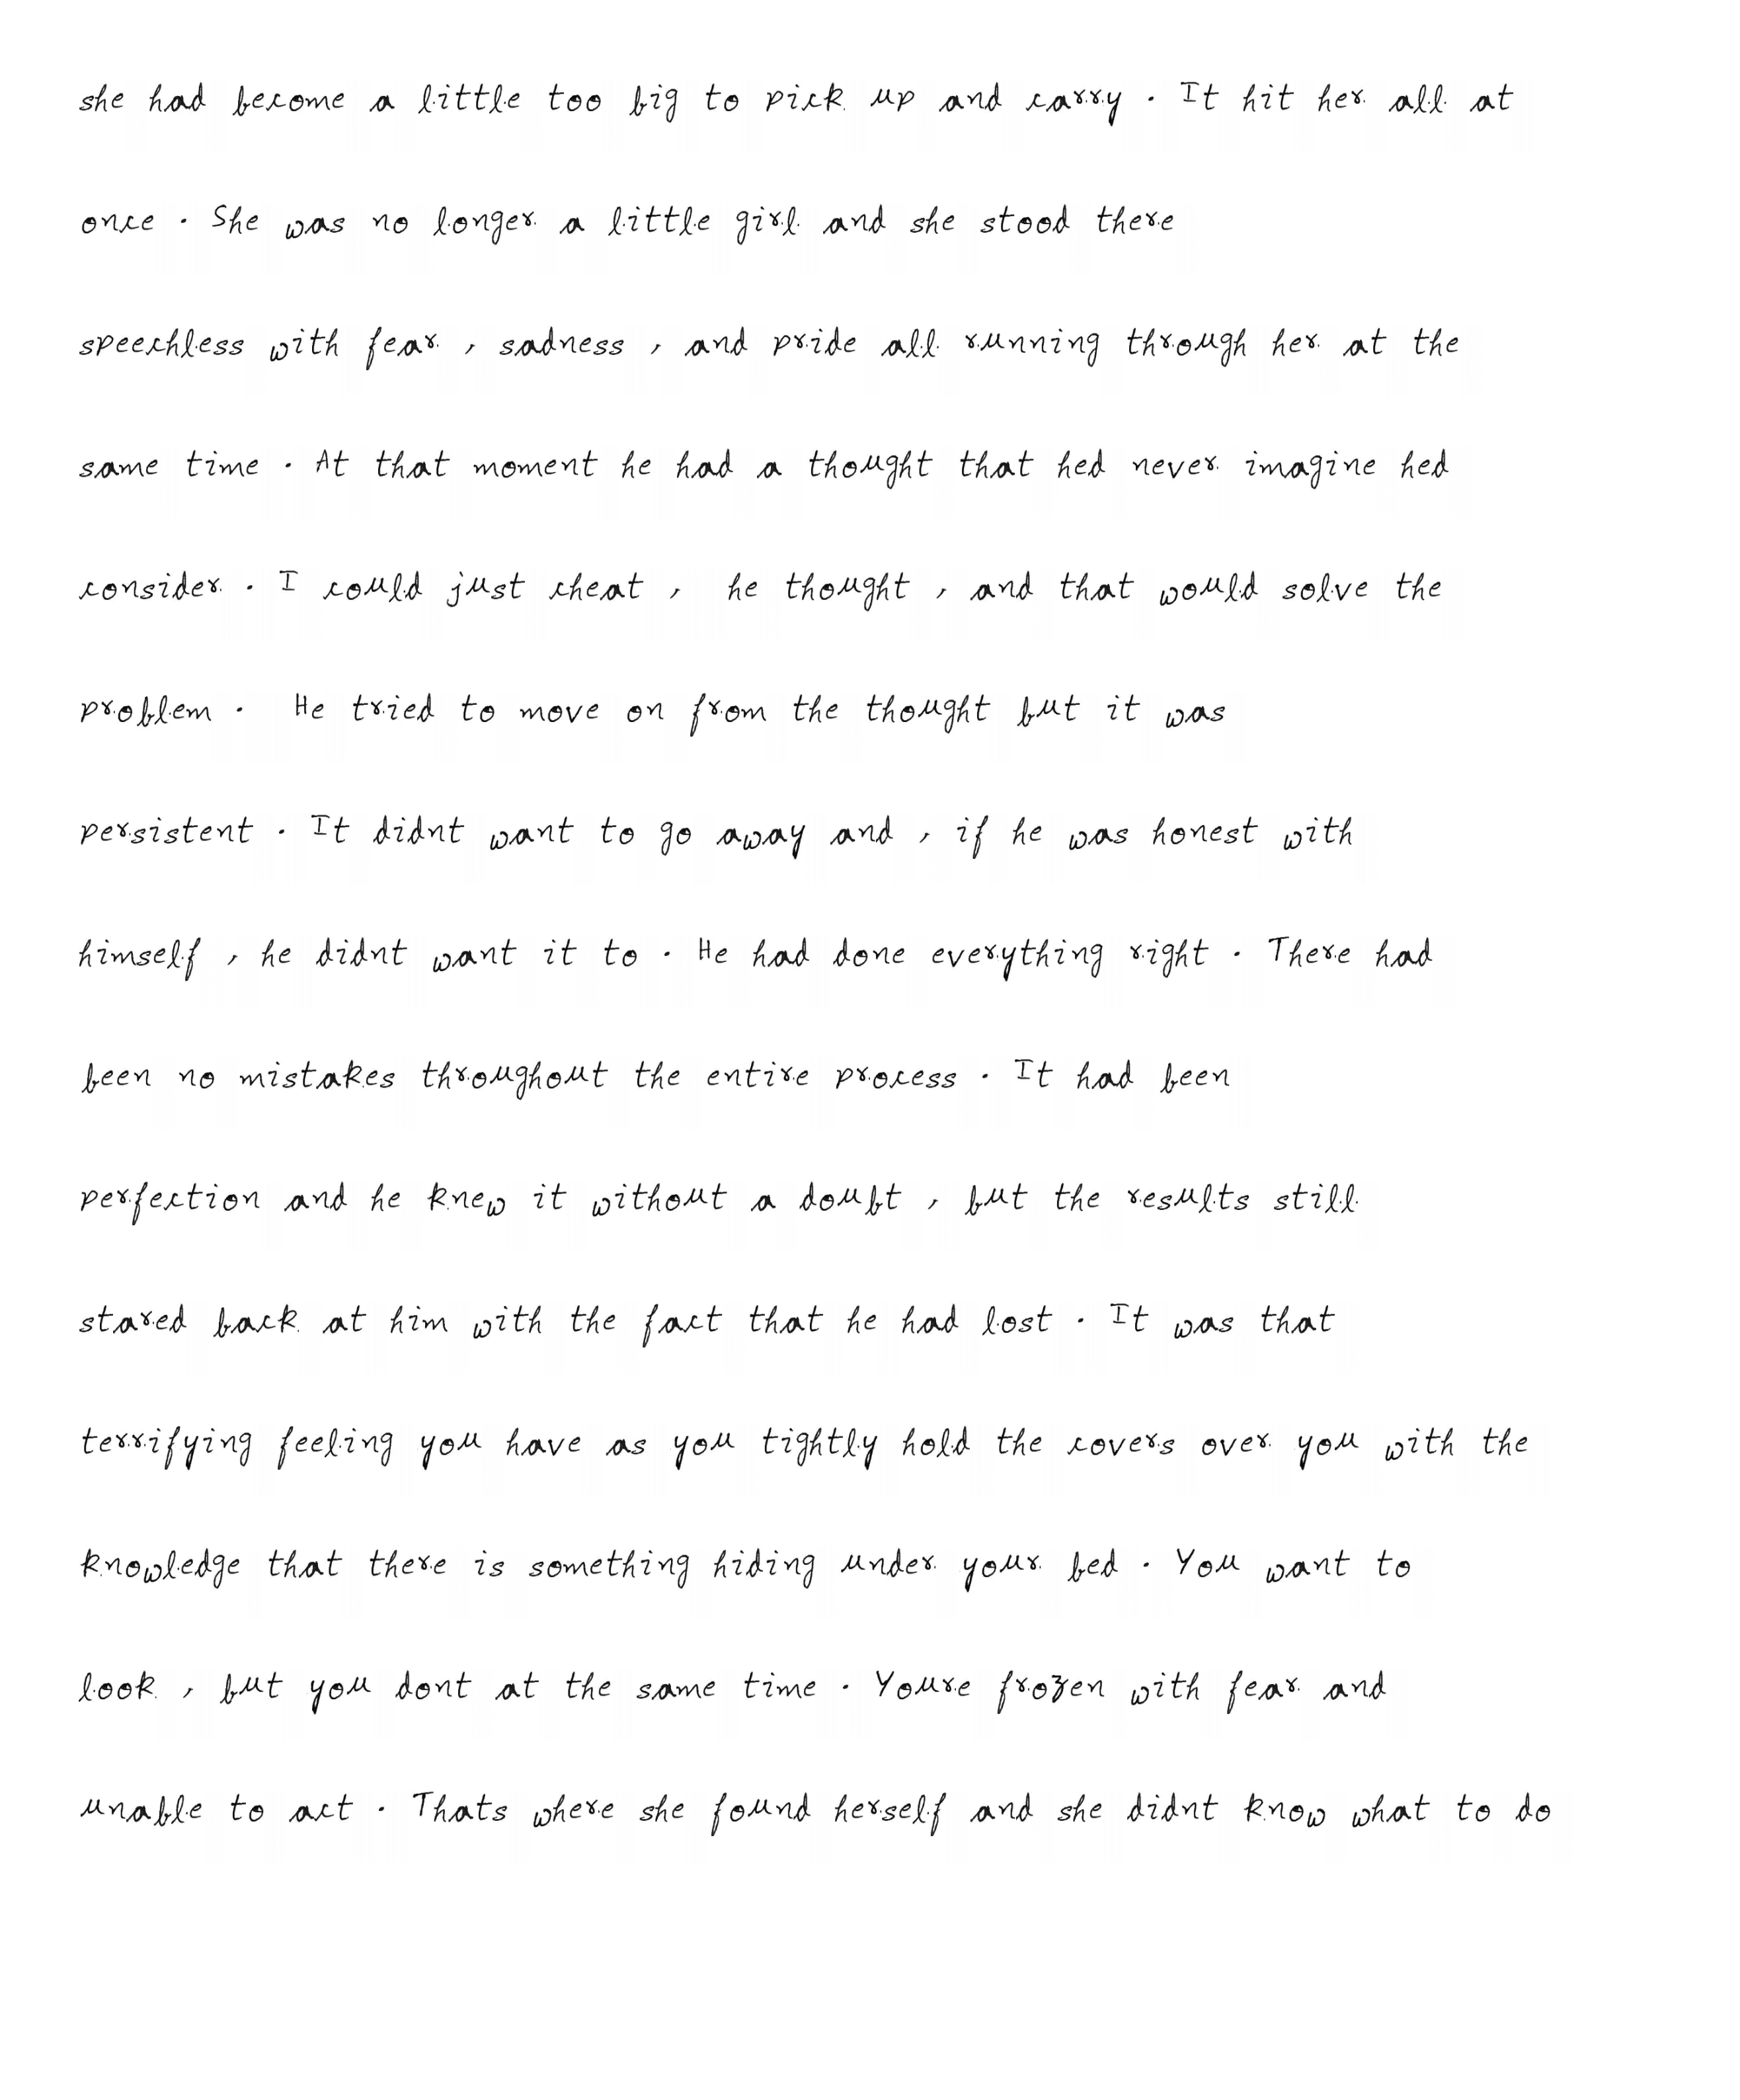 she had become a little too big to pick up and carry . It hit her all at
once . She was no longer a little girl and she stood there
speechless with fear , sadness , and pride all running through her at the
same time . At that moment he had a thought that hed never imagine hed
consider . I could just cheat , he thought , and that would solve the
problem . He tried to move on from the thought but it was
persistent . It didnt want to go away and , if he was honest with
himself , he didnt want it to . He had done everything right . There had
been no mistakes throughout the entire process . It had been
perfection and he knew it without a doubt , but the results still
stared back at him with the fact that he had lost . It was that
terrifying feeling you have as you tightly hold the covers over you with the
knowledge that there is something hiding under your bed . You want to
look , but you dont at the same time . Youre frozen with fear and
unable to act . Thats where she found herself and she didnt know what to do